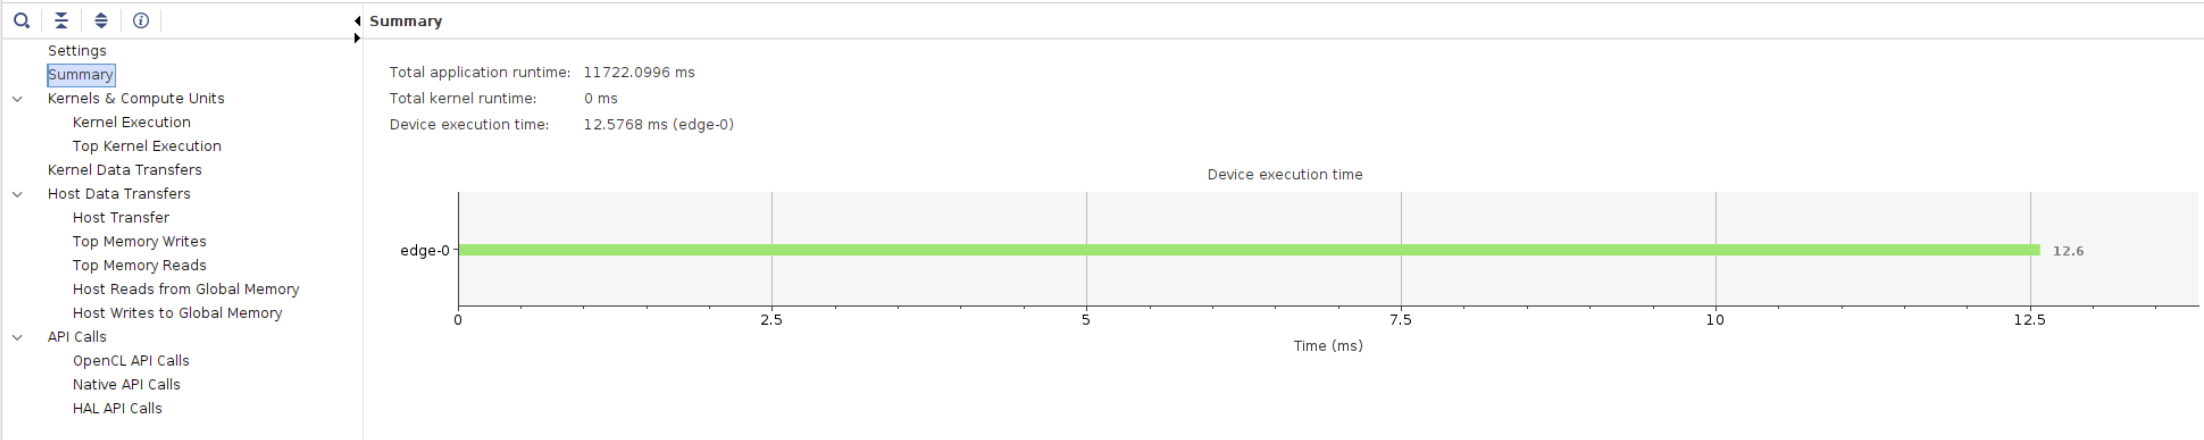 Settings
Summary
Kernels & Compute Units
Kernel Execution
Top Kernel Execution
Kernel Data Transfers
Host Data Transfers
Host Transfer
Top Memory Writes
Top Memory Reads
Host Reads from Global Memory
Host Writes to Global Memory
API Calls
OpenCL API Calls
Native API Calls
HAL API Calls
Summary
Total application runtime: 11722.0996 ms
Total kernel runtime: 0 ms
Device execution time: 12.5768 ms (edge-0)
Device execution time
edge-0 12.6
0 2.5 5 7.5 10 12.5
Time (ms)